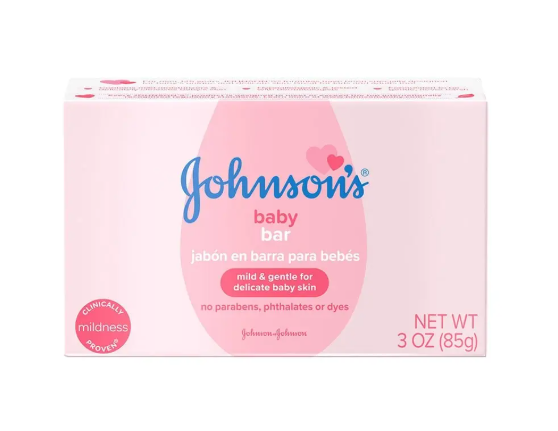 Johnson's®
baby
bar
jabón en barra para bebés
mild & gentle for
delicate baby skin
no parabens, phthalates or dyes
Johnson & Johnson
CLINICALLY
mildness
PROVEN®
NET WT
3 OZ (85g)